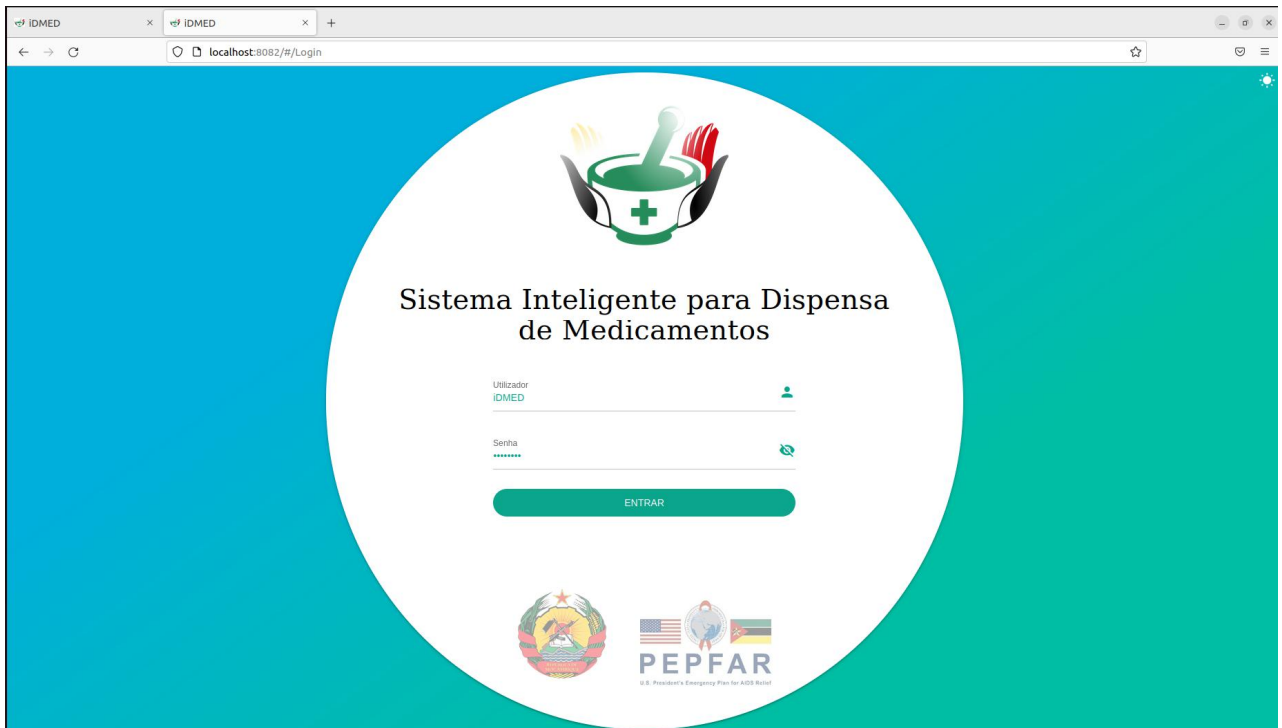 iDMED
iDMED
localhost:8082/#/Login
Sistema Inteligente para Dispensa
de Medicamentos
Utilizador
iDMED
Senha
••••••••
ENTRAR
PEPFAR
U.S. President's Emergency Plan for AIDS Relief